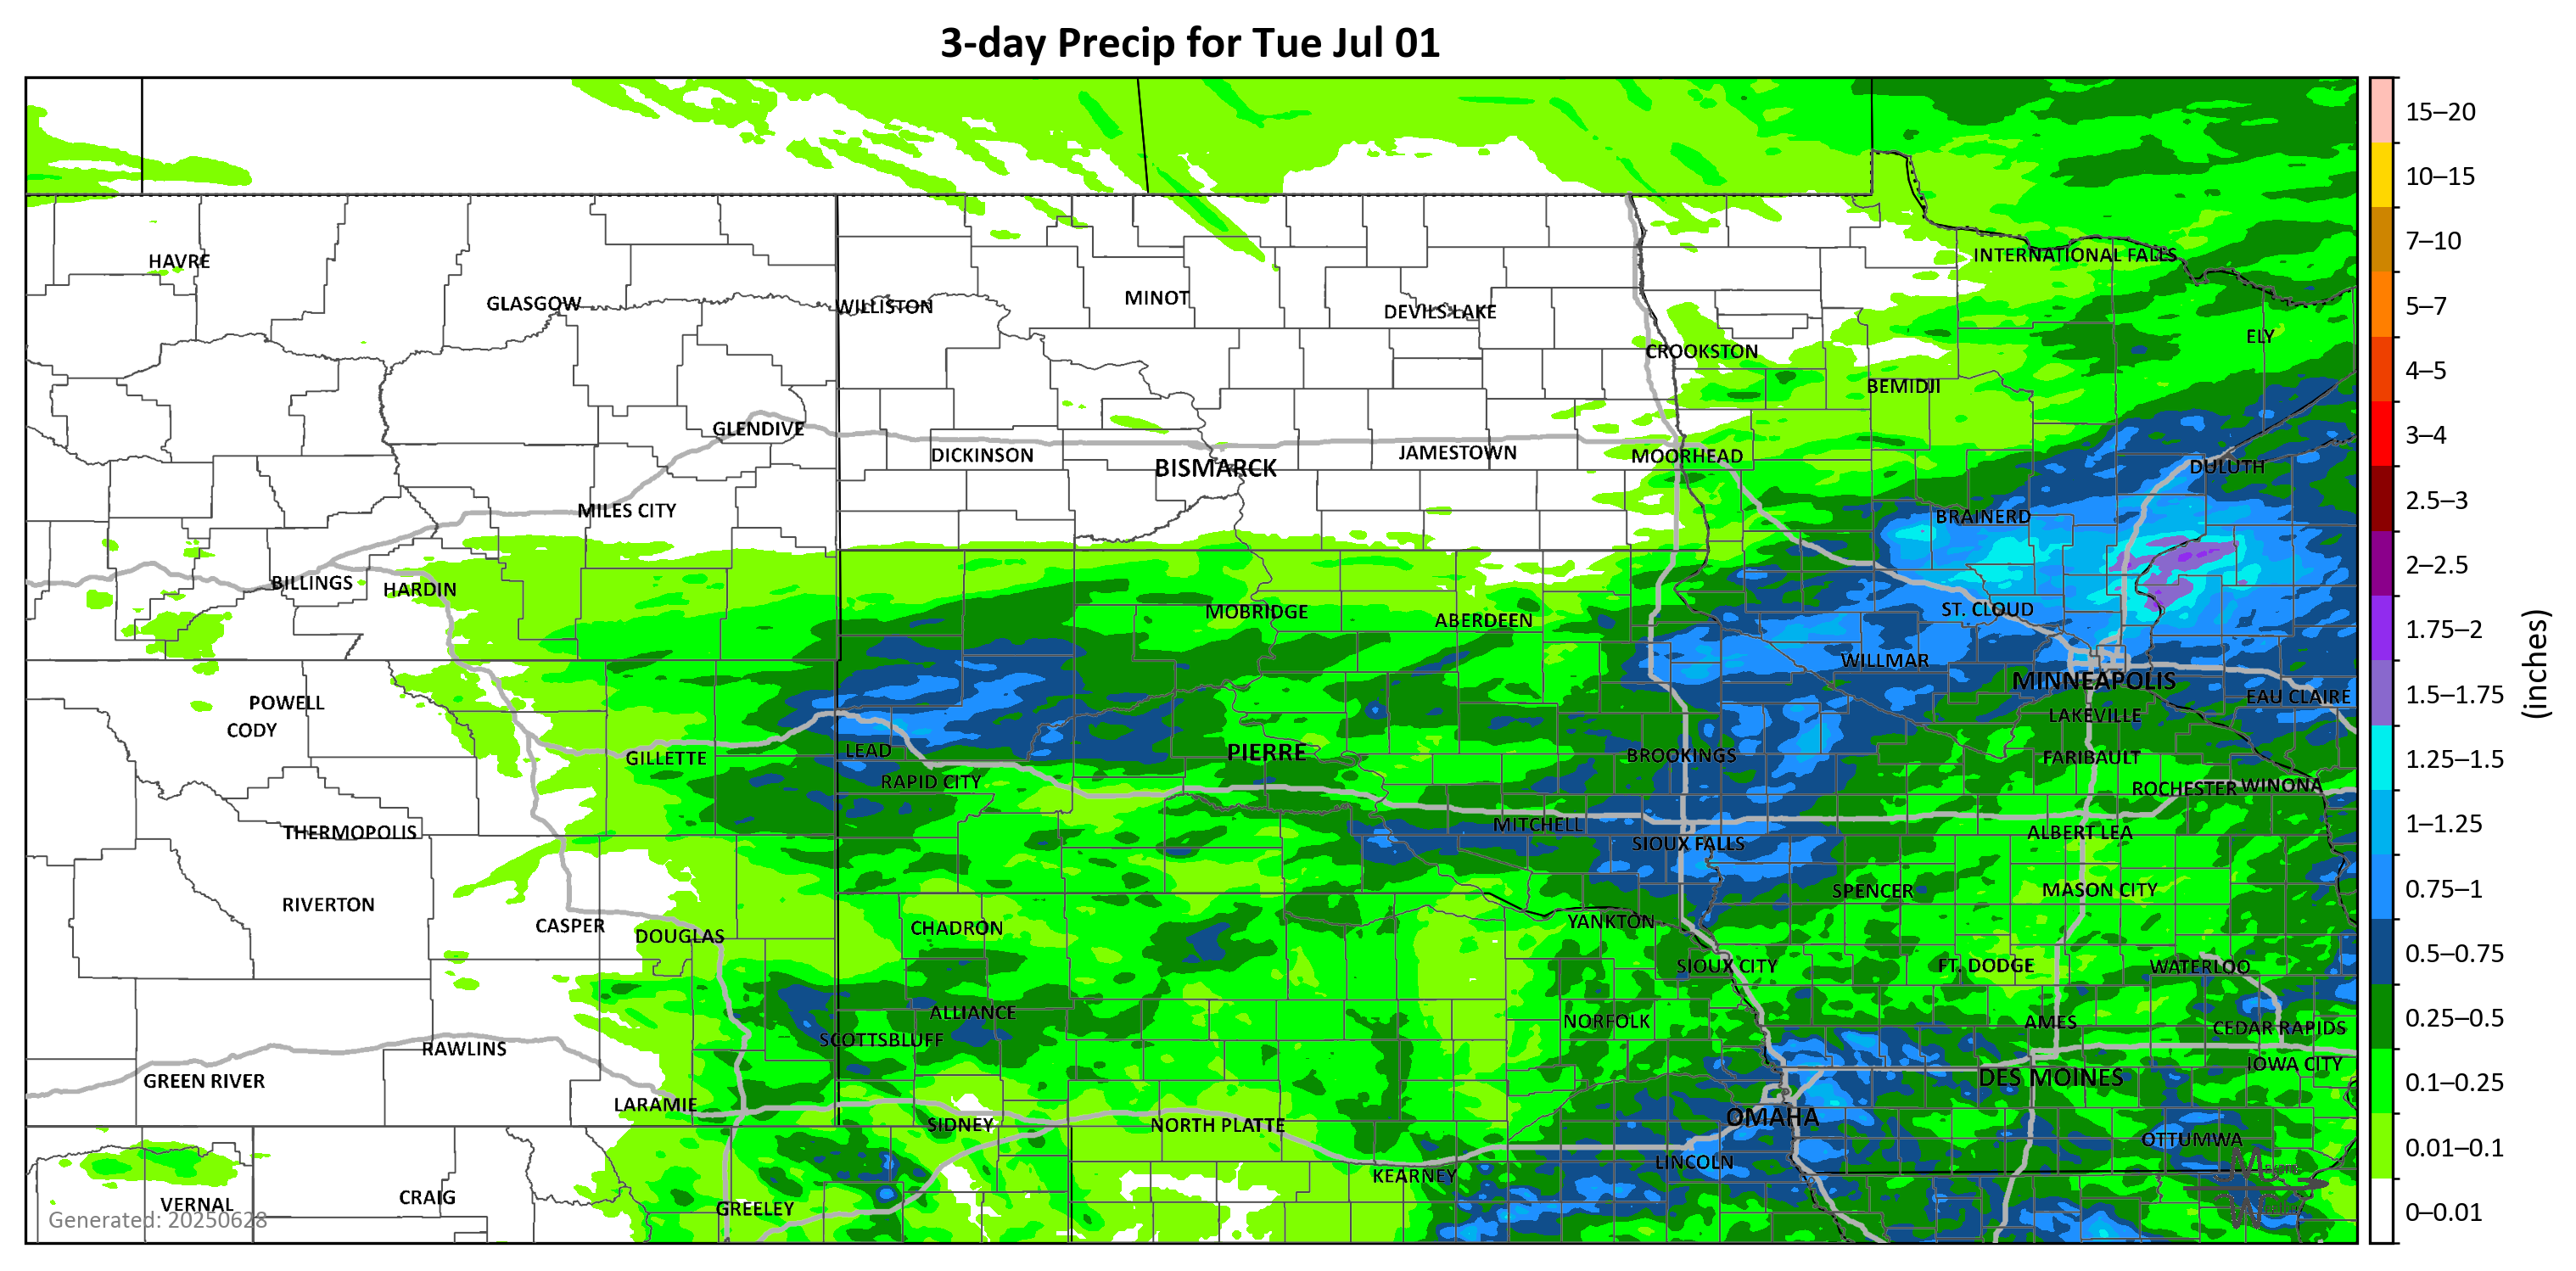 3-day Precip for Tue Jul 01
15–20
10–15
7–10
5–7
4–5
3–4
2.5–3
2–2.5
1.75–2
1.5–1.75
1.25–1.5
1–1.25
0.75–1
0.5–0.75
0.25–0.5
0.1–0.25
0.01–0.1
0–0.01
(inches)
INTERNATIONAL FALLS
HAVRE
GLASGOW
WILLISTON
MINOT
DEVILS LAKE
ELY
CROOKSTON
BEMIDJI
GLENDIVE
DICKINSON
BISMARCK
JAMESTOWN
MOORHEAD
DULUTH
MILES CITY
BRAINERD
BILLINGS
HARDIN
MOBRIDGE
ABERDEEN
ST. CLOUD
WILLMAR
MINNEAPOLIS
EAU CLAIRE
POWELL
CODY
LAKEVILLE
GILLETTE
LEAD
PIERRE
BROOKINGS
FARIBAULT
RAPID CITY
ROCHESTER
WINONA
THERMOPOLIS
MITCHELL
ALBERT LEA
SIOUX FALLS
SPENCER
MASON CITY
RIVERTON
CASPER
DOUGLAS
CHADRON
YANKTON
SIOUX CITY
FT. DODGE
WATERLOO
ALLIANCE
SCOTTSBLUFF
NORFOLK
AMES
CEDAR RAPIDS
RAWLINS
IOWA CITY
GREEN RIVER
DES MOINES
LARAMIE
SIDNEY
NORTH PLATTE
OMAHA
OTTUMWA
LINCOLN
KEARNEY
VERNAL
CRAIG
GREELEY
Generated: 20250628